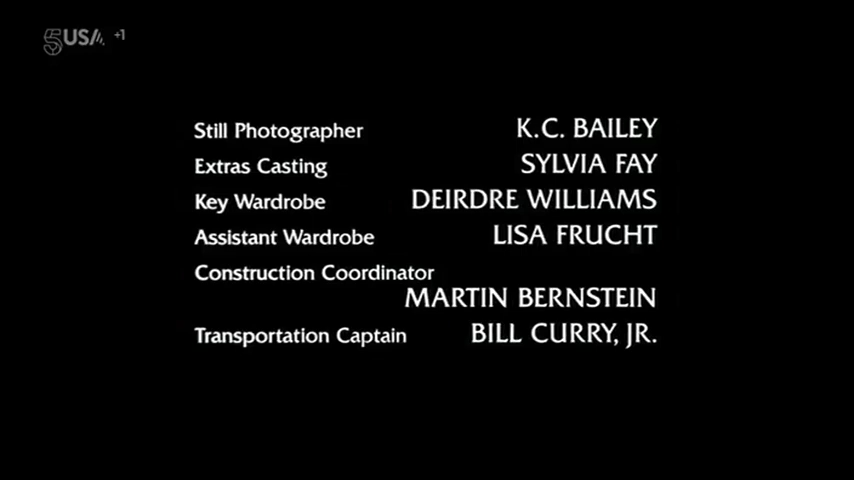 5USA +1
Still Photographer K.C. BAILEY
Extras Casting SYLVIA FAY
Key Wardrobe DEIRDRE WILLIAMS
Assistant Wardrobe LISA FRUCHT
Construction Coordinator
MARTIN BERNSTEIN
Transportation Captain BILL CURRY, JR.